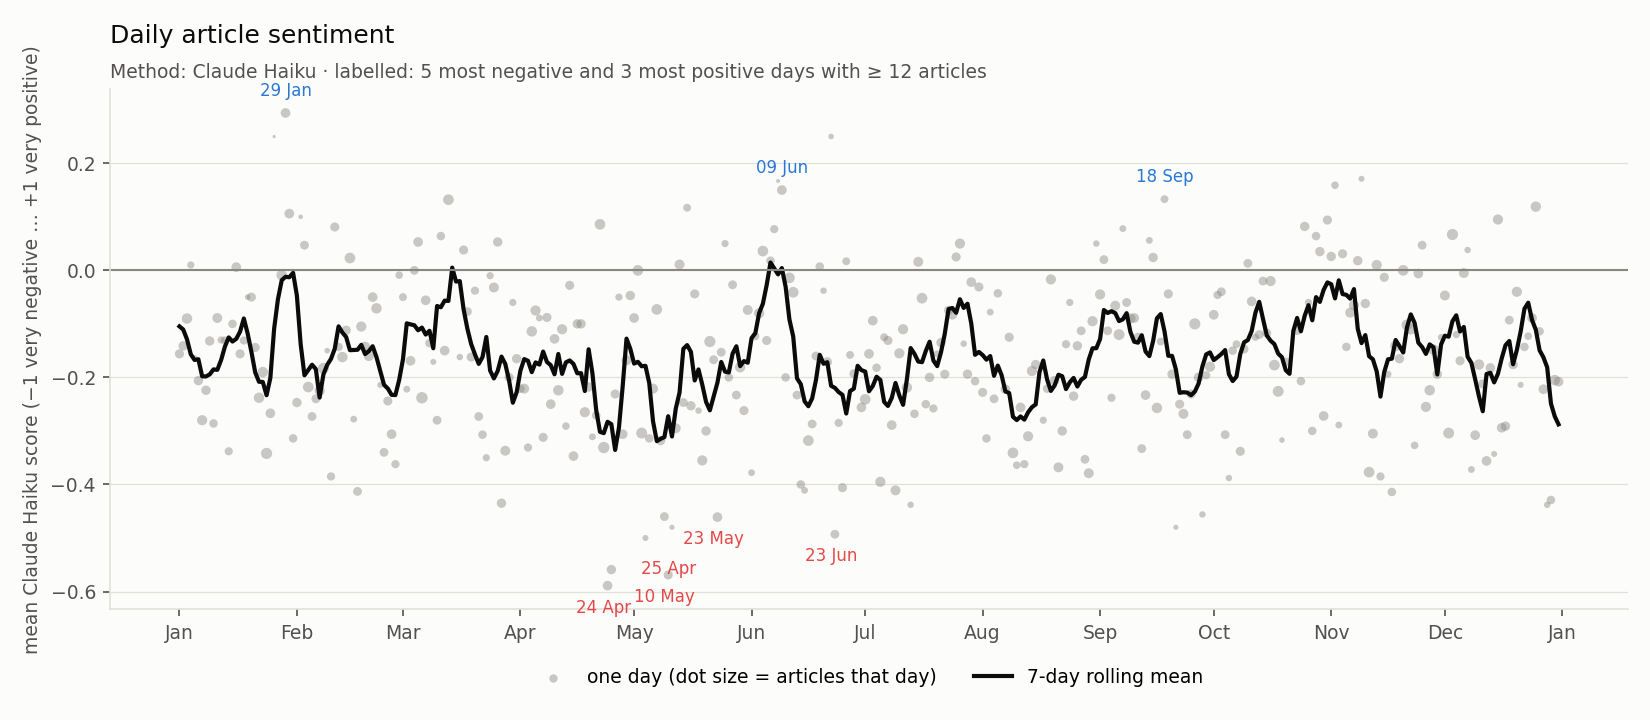 Daily article sentiment
Method: Claude Haiku · labelled: 5 most negative and 3 most positive days with ≥ 12 articles
mean Claude Haiku score (−1 very negative … +1 very positive)
29 Jan
09 Jun
18 Sep
23 May
23 Jun
25 Apr
10 May
24 Apr
0.2
0.0
−0.2
−0.4
−0.6
Jan Feb Mar Apr May Jun Jul Aug Sep Oct Nov Dec Jan
one day (dot size = articles that day) 7-day rolling mean